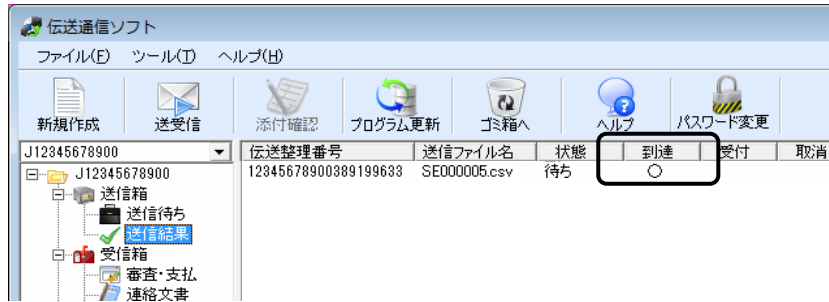 伝送通信ソフト
ファイル(F) ツール(T) ヘルプ(H)
新規作成 送受信 添付確認 プログラム更新 ゴミ箱へ ヘルプ パスワード変更
J12345678900
伝送整理番号 送信ファイル名 状態 到達 受付 取消
12345678900389199633 SE000005.csv 待ち ○
J12345678900
送信箱
送信待ち
送信結果
受信箱
審査・支払
連絡文書